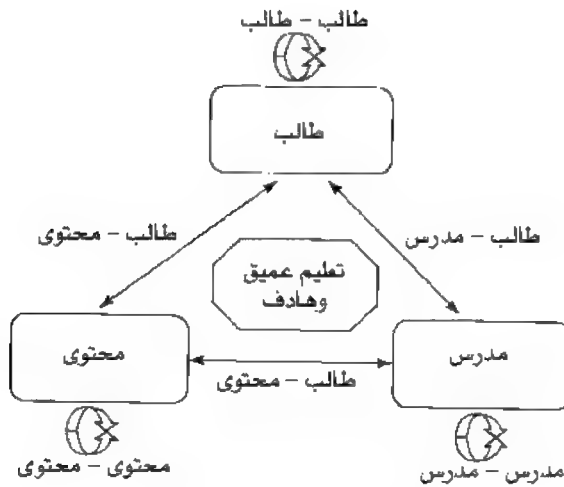 طالب – طالب
طالب
طالب – محتوى
طالب – مدرس
تعليم عميق
وهادف
محتوى
مدرس
طالب – محتوى
محتوى – محتوى
مدرس – مدرس